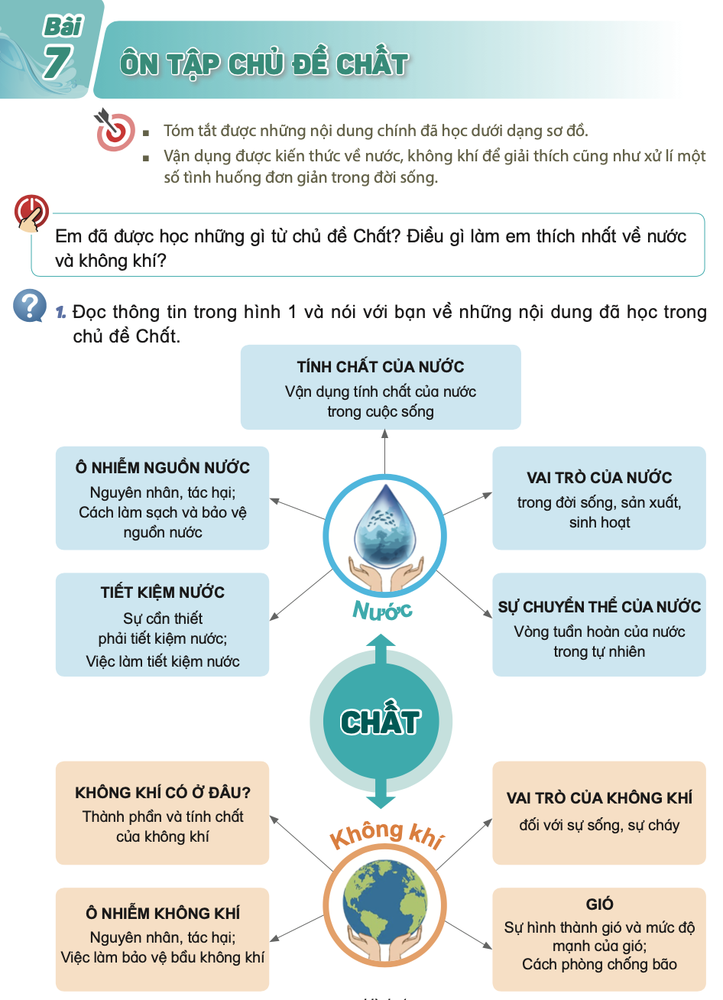 Bài
7
ÔN TẬP CHỦ ĐỀ CHẤT
Tóm tắt được những nội dung chính đã học dưới dạng sơ đồ.
Vận dụng được kiến thức về nước, không khí để giải thích cũng như xử lí một
số tình huống đơn giản trong đời sống.
Em đã được học những gì từ chủ đề Chất? Điều gì làm em thích nhất về nước
và không khí?
1. Đọc thông tin trong hình 1 và nói với bạn về những nội dung đã học trong
chủ đề Chất.
TÍNH CHẤT CỦA NƯỚC
Vận dụng tính chất của nước
trong cuộc sống
Ô NHIỄM NGUỒN NƯỚC
Nguyên nhân, tác hại;
Cách làm sạch và bảo vệ
nguồn nước
VAI TRÒ CỦA NƯỚC
trong đời sống, sản xuất,
sinh hoạt
TIẾT KIỆM NƯỚC
Sự cần thiết
phải tiết kiệm nước;
Việc làm tiết kiệm nước
SỰ CHUYỂN THỂ CỦA NƯỚC
Vòng tuần hoàn của nước
trong tự nhiên
Nước
CHẤT
KHÔNG KHÍ CÓ Ở ĐÂU?
Thành phần và tính chất
của không khí
VAI TRÒ CỦA KHÔNG KHÍ
đối với sự sống, sự cháy
Không khí
Ô NHIỄM KHÔNG KHÍ
Nguyên nhân, tác hại;
Việc làm bảo vệ bầu không khí
GIÓ
Sự hình thành gió và mức độ
mạnh của gió;
Cách phòng chống bão